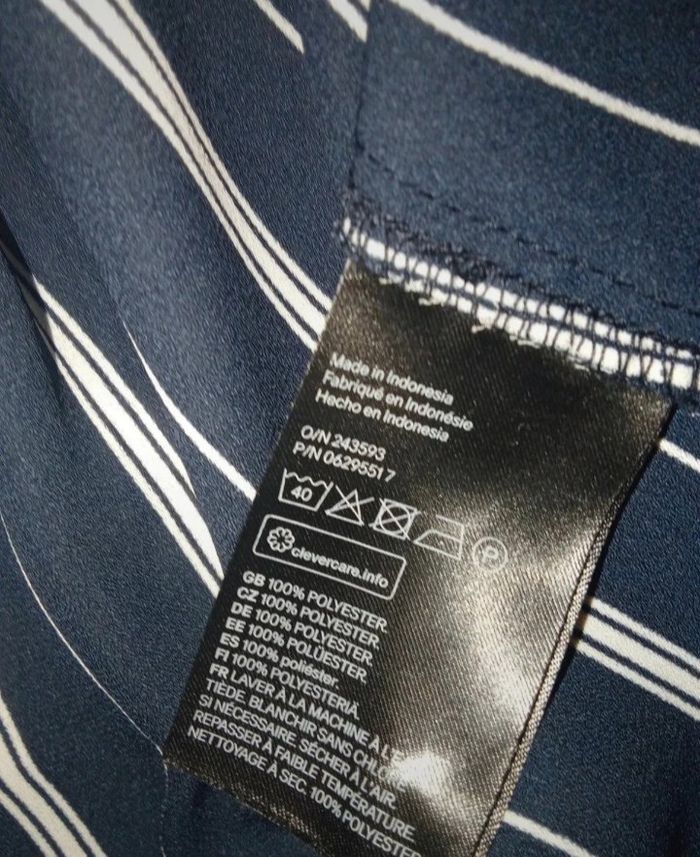 Made in Indonesia
Fabriqué en Indonésie
Hecho en Indonesia
O/N 243593
P/N 06295517
40
P
clevercare.info
GB 100% POLYESTER.
CZ 100% POLYESTER.
DE 100% POLYESTER.
EE 100% POLÜESTER.
ES 100% poliéster.
FI 100% POLYESTERIÄ.
FR LAVER À LA MACHINE À
TIÈDE. BLANCHIR SANS CHLORE
SI NÉCESSAIRE. SÉCHER À L'AIR.
REPASSER À FAIBLE TEMPÉRATURE.
NETTOYAGE À SEC. 100% POLYESTER